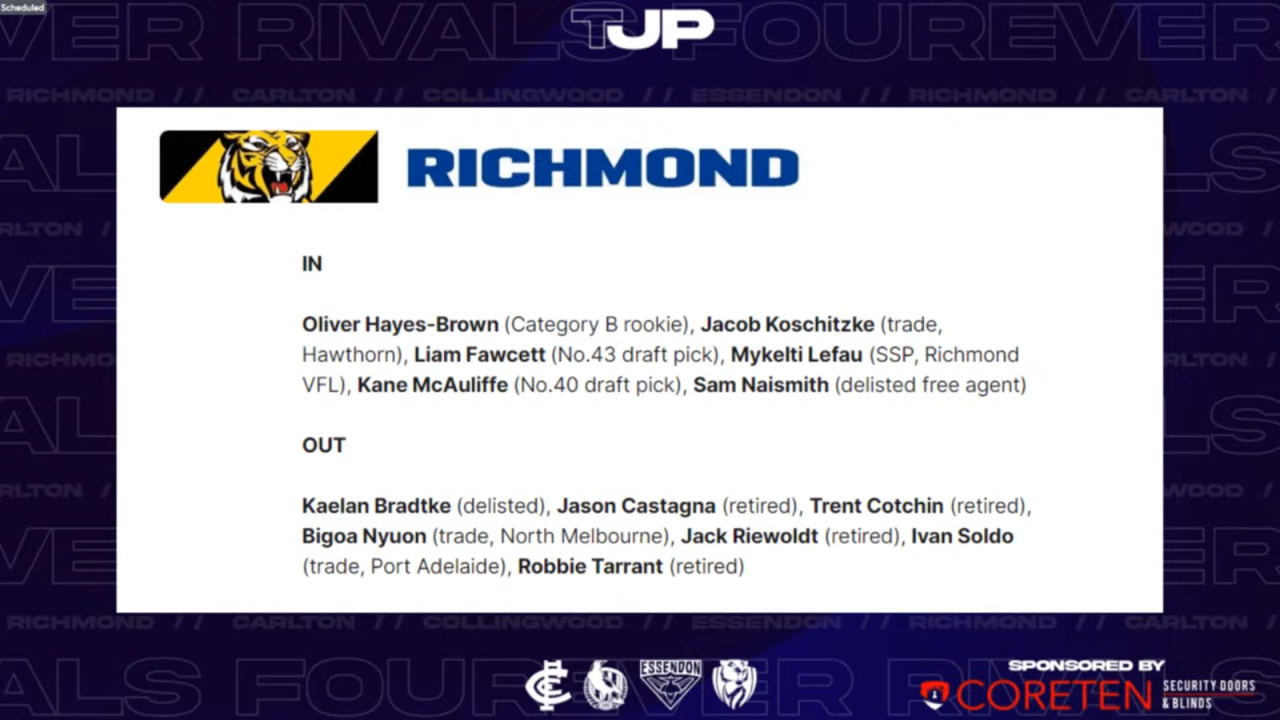 Scheduled
TJP
VER RIVALS FOUREVER
RICHMOND // CARLTON // COLLINGWOOD // ESSENDON // RICHMOND // CARLTON /
RICHMOND
IN
Oliver Hayes-Brown (Category B rookie), Jacob Koschitzke (trade,
Hawthorn), Liam Fawcett (No.43 draft pick), Mykelti Lefau (SSP, Richmond
VFL), Kane McAuliffe (No.40 draft pick), Sam Naismith (delisted free agent)
OUT
Kaelan Bradtke (delisted), Jason Castagna (retired), Trent Cotchin (retired),
Bigoa Nyuon (trade, North Melbourne), Jack Riewoldt (retired), Ivan Soldo
(trade, Port Adelaide), Robbie Tarrant (retired)
RICHMOND // CARLTON // COLLINGWOOD // ESSENDON // RICHMOND // CARLTON /
ALS FOUREVER RIVALS
ESSENDON
SPONSORED BY
CORETEN SECURITY DOORS
& BLINDS